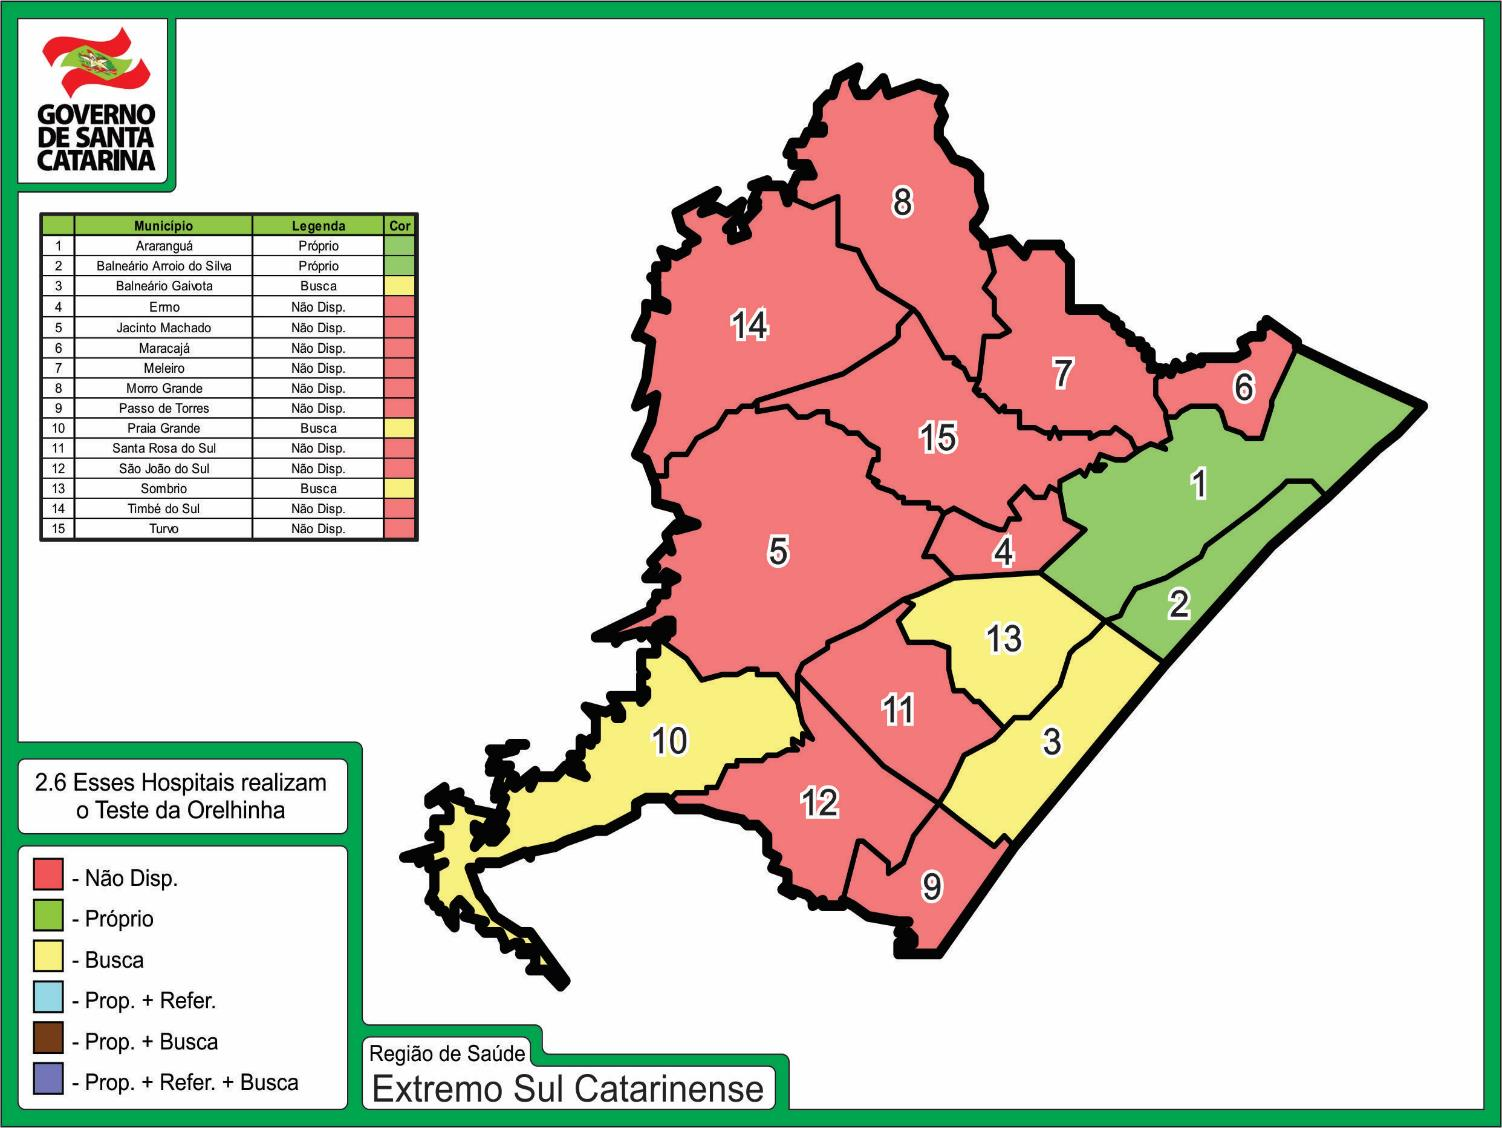 GOVERNO
DE SANTA
CATARINA
Município Legenda Cor
1 Araranguá Próprio
2 Balneário Arroio do Silva Próprio
3 Balneário Gaivota Busca
4 Ermo Não Disp.
5 Jacinto Machado Não Disp.
6 Maracajá Não Disp.
7 Meleiro Não Disp.
8 Morro Grande Não Disp.
9 Passo de Torres Não Disp.
10 Praia Grande Busca
11 Santa Rosa do Sul Não Disp.
12 São João do Sul Não Disp.
13 Sombrio Busca
14 Timbé do Sul Não Disp.
15 Turvo Não Disp.
8
14
7
6
15
1
5
4
2
13
11
10
3
12
9
2.6 Esses Hospitais realizam
o Teste da Orelhinha
- Não Disp.
- Próprio
- Busca
- Prop. + Refer.
- Prop. + Busca
- Prop. + Refer. + Busca
Região de Saúde
Extremo Sul Catarinense